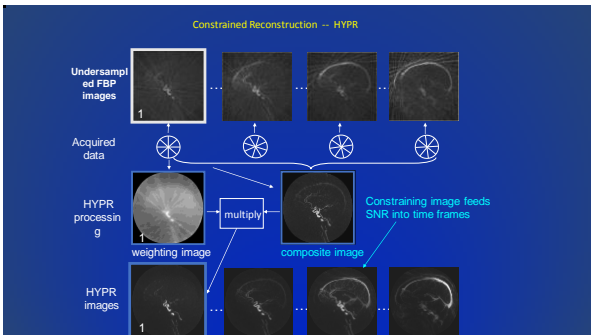 Constrained Reconstruction -- HYPR
Undersampl
ed FBP
images
1
...
...
...
Acquired
data
HYPR
processin
g
1
multiply
Constraining image feeds
SNR into time frames
weighting image
composite image
HYPR
images
1
...
...
...